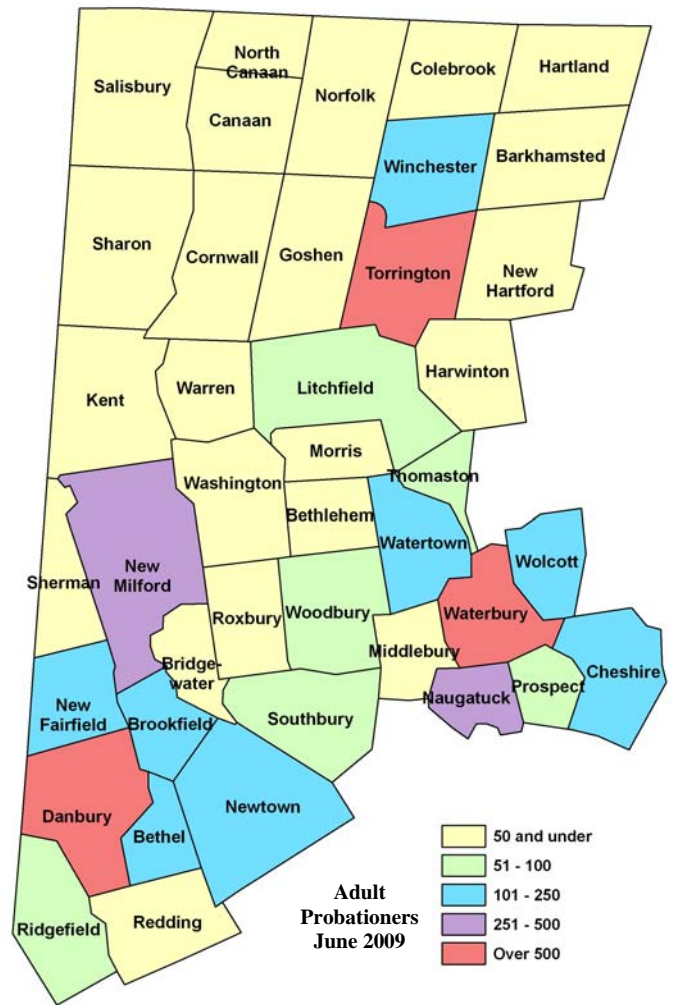 North
Canaan
Colebrook
Hartland
Salisbury
Norfolk
Canaan
Winchester
Barkhamsted
Sharon
Cornwall
Goshen
Torrington
New
Hartford
Kent
Warren
Litchfield
Harwinton
Morris
Washington
Thomaston
Bethlehem
Watertown
New
Milford
Sherman
Wolcott
Roxbury
Woodbury
Waterbury
Middlebury
Bridge-
water
Cheshire
Naugatuck
Prospect
New
Fairfield
Brookfield
Southbury
Newtown
Danbury
Bethel
Ridgefield
Redding
Adult
Probationers
June 2009
50 and under
51 - 100
101 - 250
251 - 500
Over 500